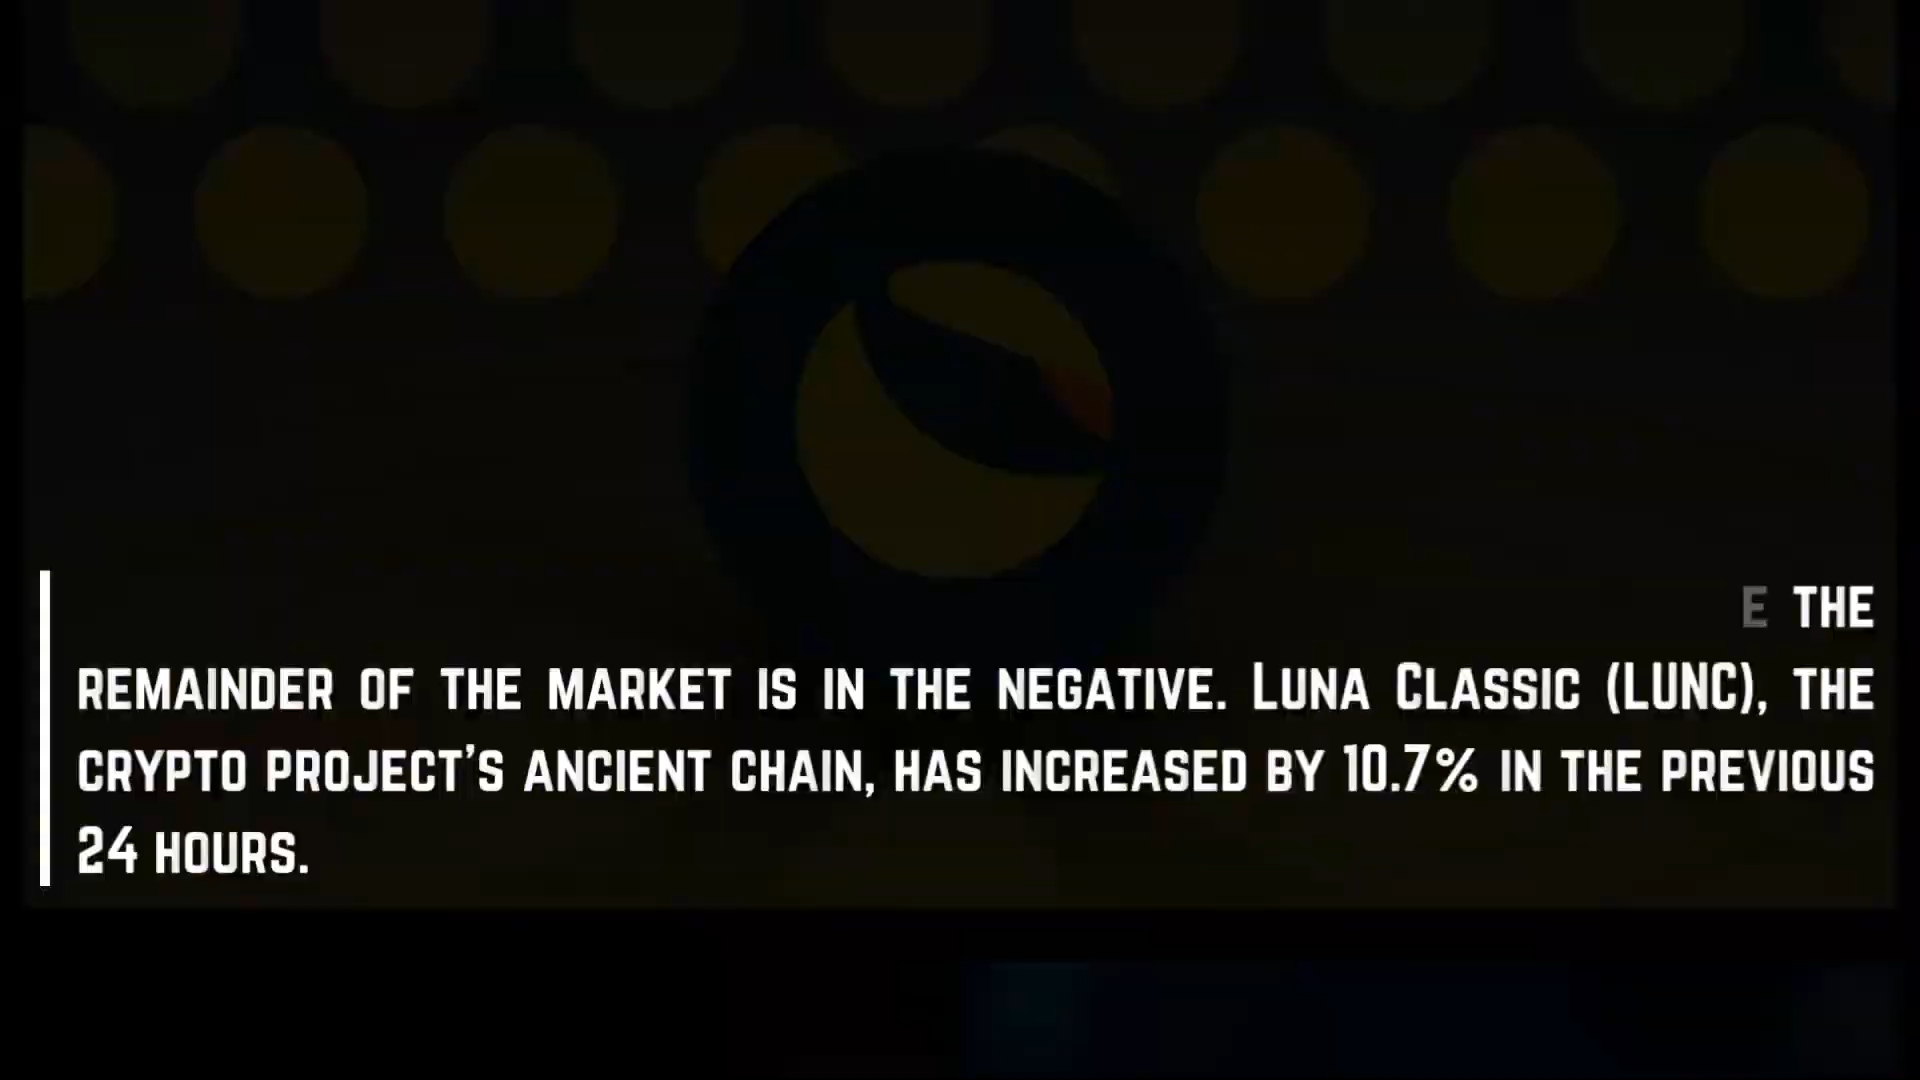 E THE
REMAINDER OF THE MARKET IS IN THE NEGATIVE. LUNA CLASSIC (LUNC), THE
CRYPTO PROJECT'S ANCIENT CHAIN, HAS INCREASED BY 10.7% IN THE PREVIOUS
24 HOURS.